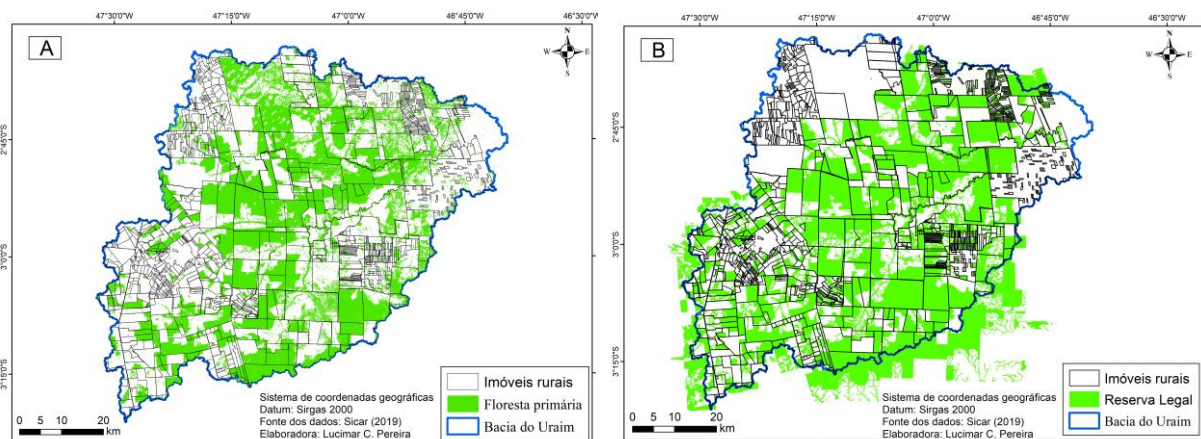 47°30'0"W 47°15'0"W 47°0'0"W 46°45'0"W 46°30'0"W
A
N
W E
S
2°45'0"S
3°0'0"S
3°15'0"S
Imóveis rurais
Floresta primária
Bacia do Uraim
Sistema de coordenadas geográficas
Datum: Sirgas 2000
Fonte dos dados: Sicar (2019)
Elaboradora: Lucimar C. Pereira
0 5 10 20
km
47°30'0"W 47°15'0"W 47°0'0"W 46°45'0"W 46°30'0"W
B
N
W E
S
2°45'0"S
3°0'0"S
3°15'0"S
Imóveis rurais
Reserva Legal
Bacia do Uraim
Sistema de coordenadas geográficas
Datum: Sirgas 2000
Fonte dos dados: Sicar (2019)
Elaboradora: Lucimar C. Pereira
0 5 10 20
km